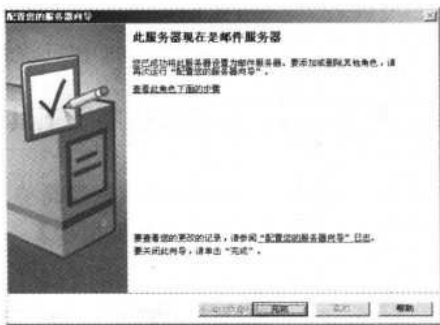 配置您的服务器向导
此服务器现在是邮件服务器
您已成功将此服务器设置为邮件服务器。要添加或删除其他角色，请
再次运行“配置您的服务器向导”。
查看此角色下面的步骤
要查看您的更改的记录，请参阅“配置您的服务器向导”日志。
要关闭此向导，请单击“完成”。
完成
取消
帮助